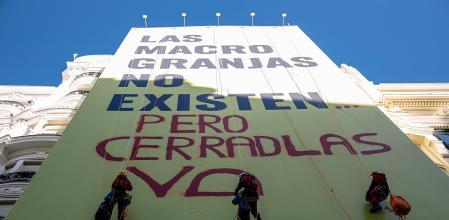 LAS
MACRO
GRANJAS
NO
EXISTEN...
PERO
CERRADLAS
YA